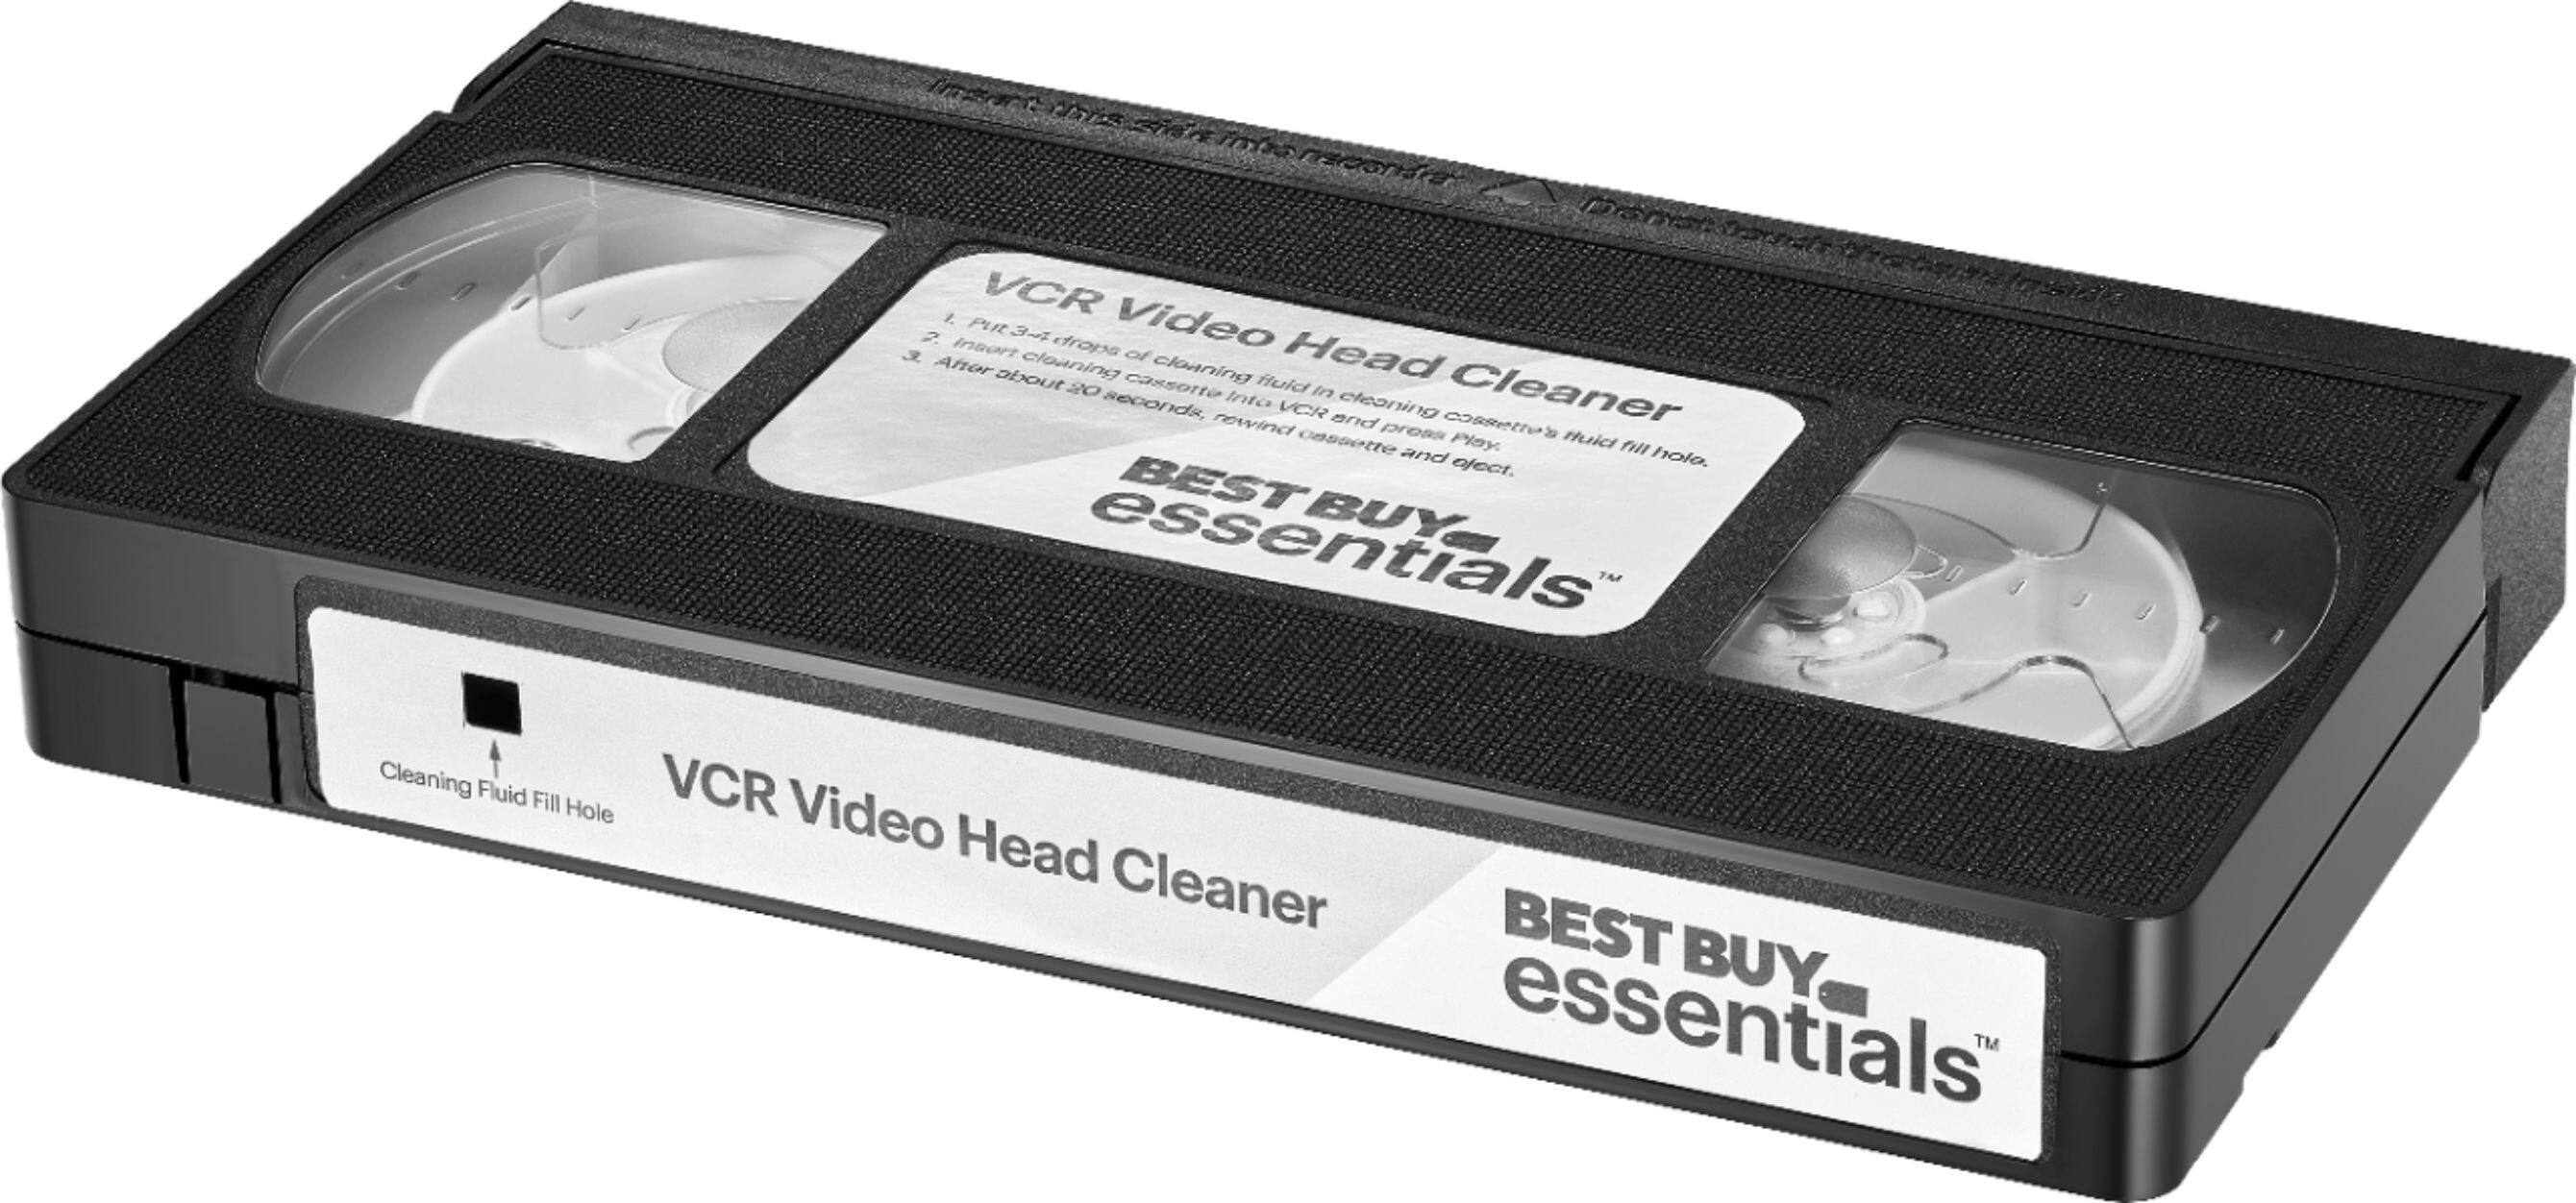 Insert this side into recorder Do not touch the tape inside
VCR Video Head Cleaner
1. Put 3-4 drops of cleaning fluid in cleaning cassette's fluid fill hole.
2. Insert cleaning cassette into VCR and press Play.
3. After about 20 seconds, rewind cassette and eject.
BEST BUY
essentials™
Cleaning Fluid Fill Hole
VCR Video Head Cleaner
BEST BUY
essentials™